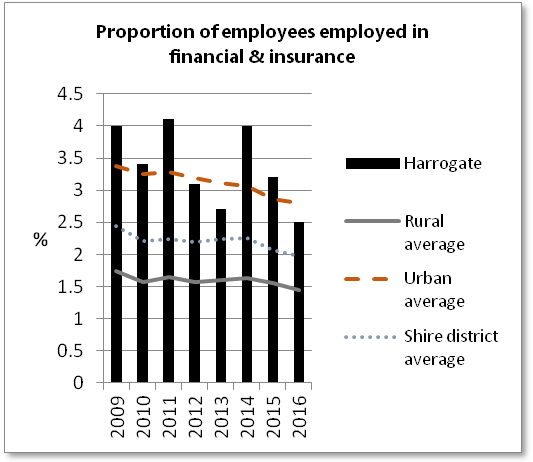 Proportion of employees employed in
financial & insurance
4.5
4
3.5
3
2.5
2
1.5
1
0.5
0
%
2009
2010
2011
2012
2013
2014
2015
2016
Harrogate
Rural
average
Urban
average
Shire district
average